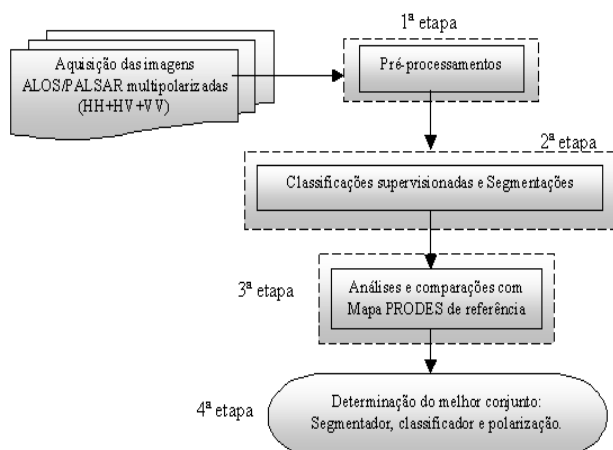 1ª etapa
Aquisição das imagens
ALOS/PALSAR multipolarizadas
(HH+HV+VV)
Pré-processamentos
2ª etapa
Classificações supervisionadas e Segmentações
3ª etapa
Análises e comparações com
Mapa PRODES de referência
4ª etapa
Determinação do melhor conjunto:
Segmentador, classificador e polarização.